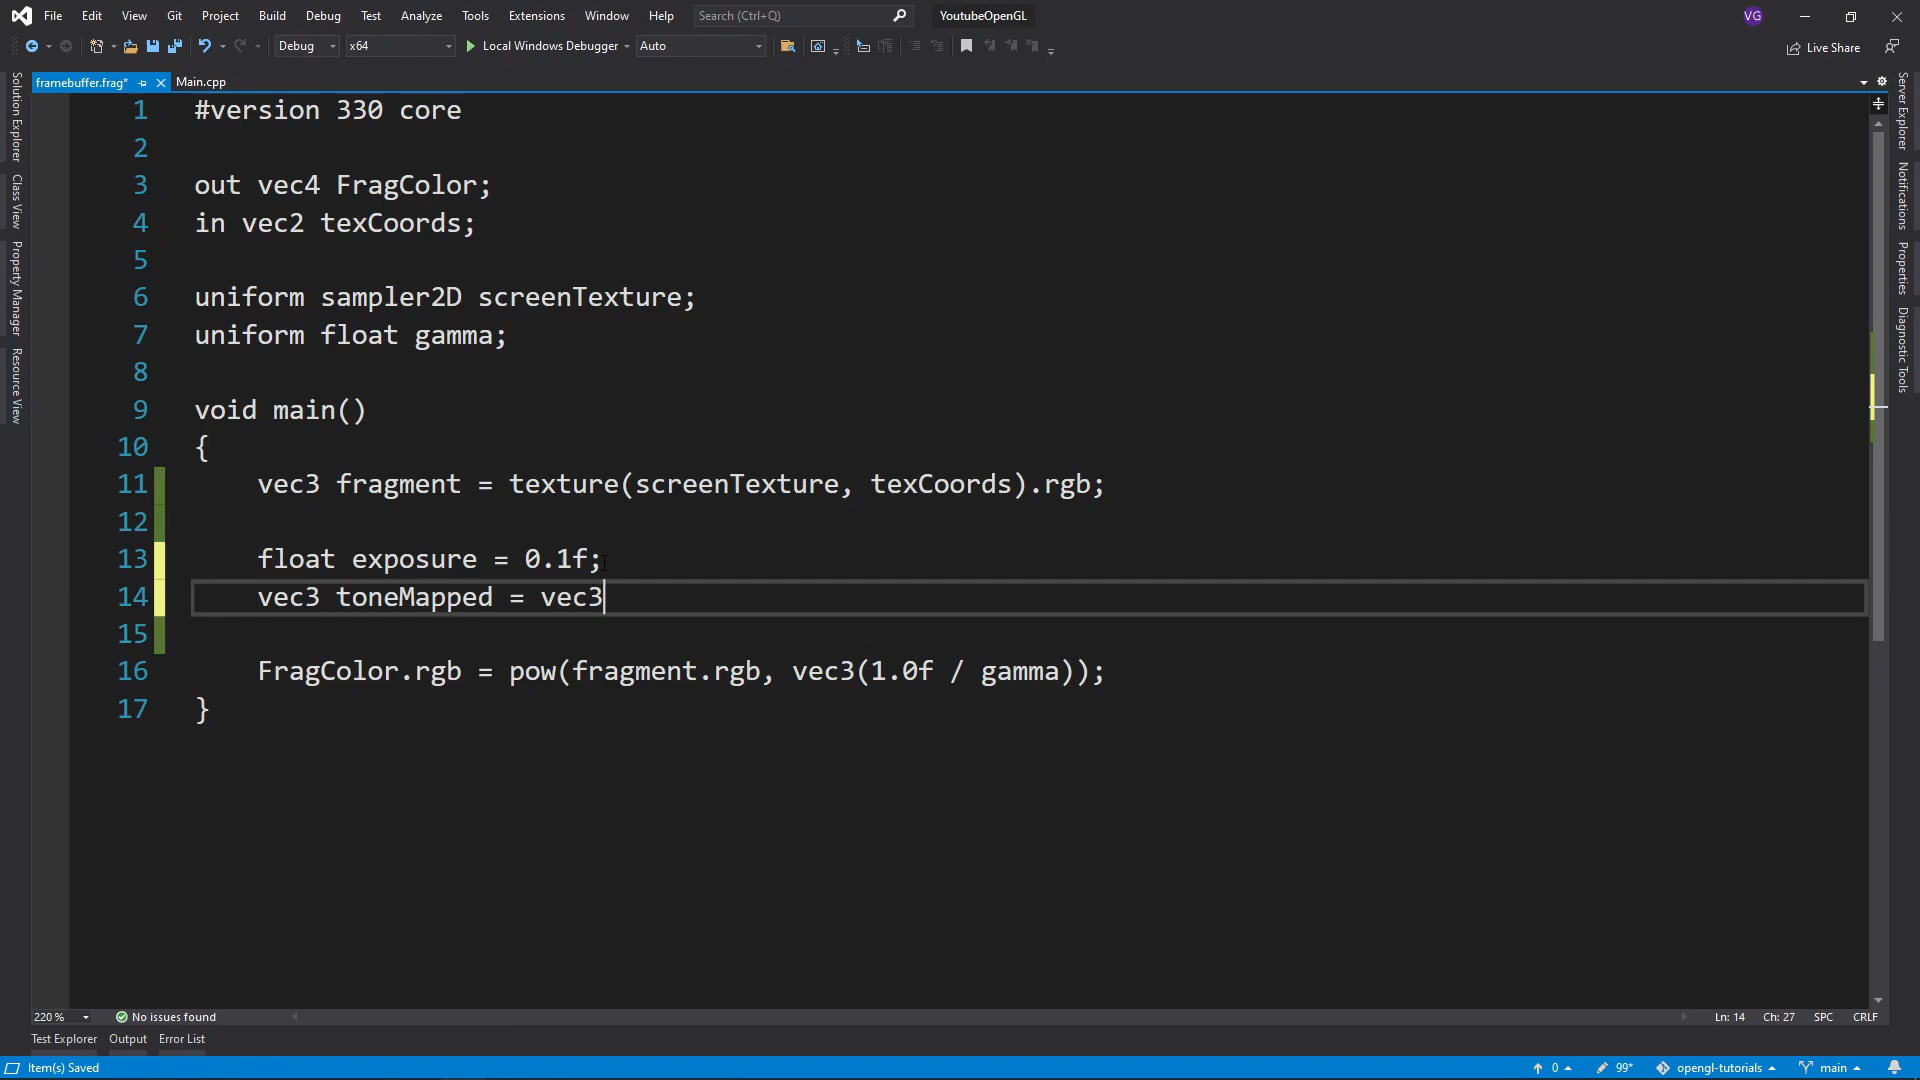 File Edit View Git Project Build Debug Test Analyze Tools Extensions Window Help Search (Ctrl+Q) YoutubeOpenGL VG
Debug x64 Local Windows Debugger Auto Live Share
framebuffer.frag* Main.cpp
Solution Explorer
Class View
Property Manager
Resource View
1 #version 330 core
2
3 out vec4 FragColor;
4 in vec2 texCoords;
5
6 uniform sampler2D screenTexture;
7 uniform float gamma;
8
9 void main()
10 {
11 vec3 fragment = texture(screenTexture, texCoords).rgb;
12
13 float exposure = 0.1f;
14 vec3 toneMapped = vec3
15
16 FragColor.rgb = pow(fragment.rgb, vec3(1.0f / gamma));
17 }
Server Explorer
Notifications
Properties
Diagnostic Tools
220 % No issues found Ln: 14 Ch: 27 SPC CRLF
Test Explorer Output Error List
Item(s) Saved 0 99* opengl-tutorials main